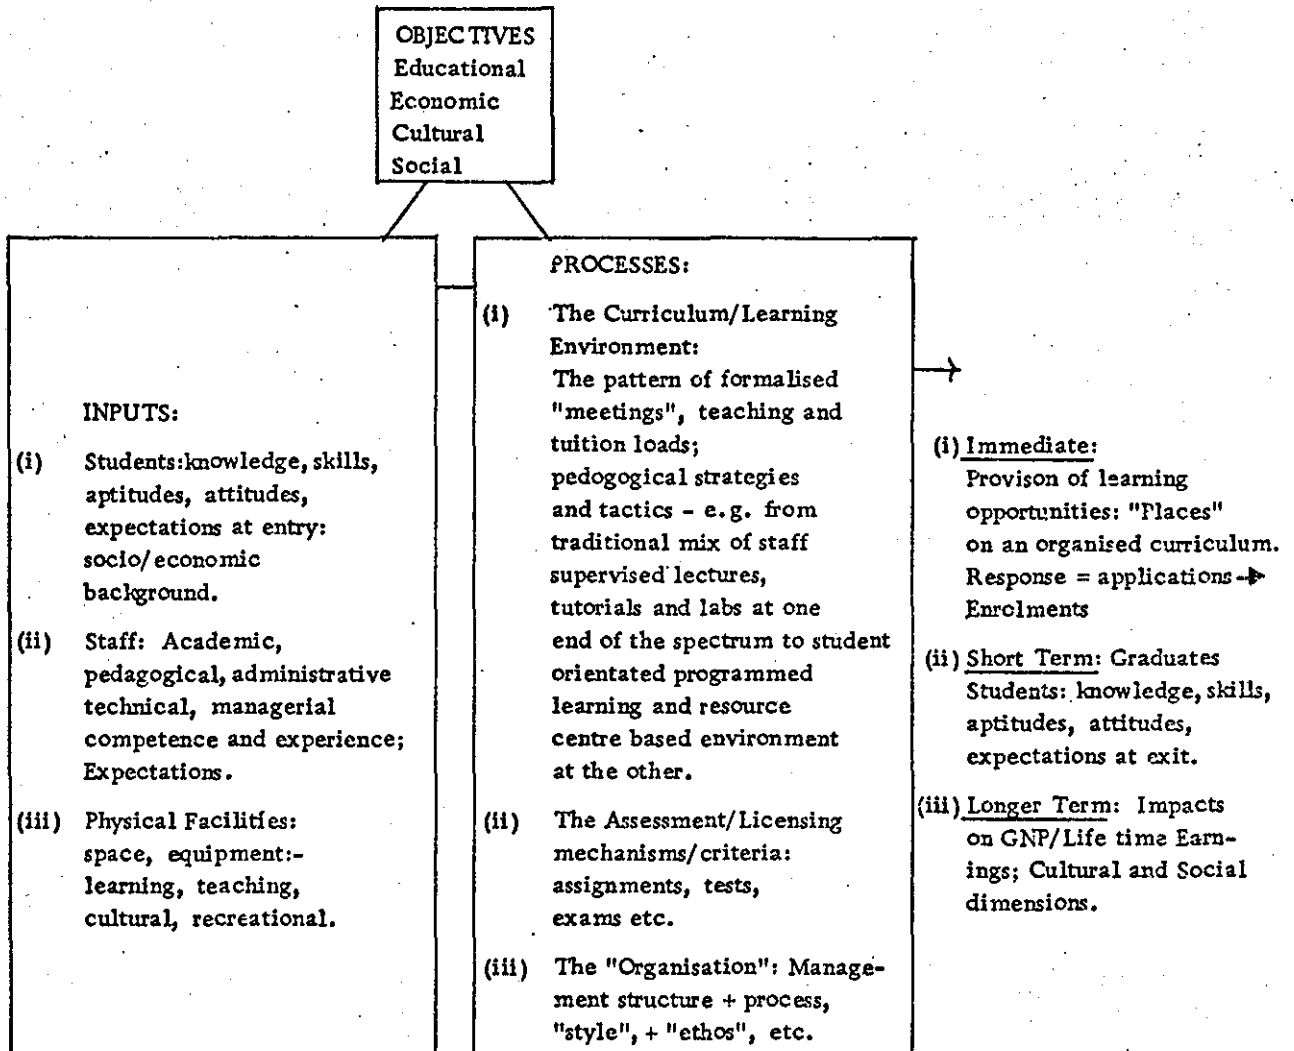 OBJECTIVES
Educational
Economic
Cultural
Social
INPUTS:
(i) Students:knowledge, skills,
aptitudes, attitudes,
expectations at entry:
socio/economic
background.
(ii) Staff: Academic,
pedagogical, administrative
technical, managerial
competence and experience;
Expectations.
(iii) Physical Facilities:
space, equipment:-
learning, teaching,
cultural, recreational.
PROCESSES:
(i) The Curriculum/Learning
Environment:
The pattern of formalised
"meetings", teaching and
tuition loads;
pedogogical strategies
and tactics - e.g. from
traditional mix of staff
supervised lectures,
tutorials and labs at one
end of the spectrum to student
orientated programmed
learning and resource
centre based environment
at the other.
(ii) The Assessment/Licensing
mechanisms/criteria:
assignments, tests,
exams etc.
(iii) The "Organisation": Manage-
ment structure + process,
"style", + "ethos", etc.
(i) Immediate:
Provison of learning
opportunities: "Places"
on an organised curriculum.
Response = applications →
Enrolments
(ii) Short Term: Graduates
Students: knowledge, skills,
aptitudes, attitudes,
expectations at exit.
(iii) Longer Term: Impacts
on GNP/Life time Earn-
ings; Cultural and Social
dimensions.